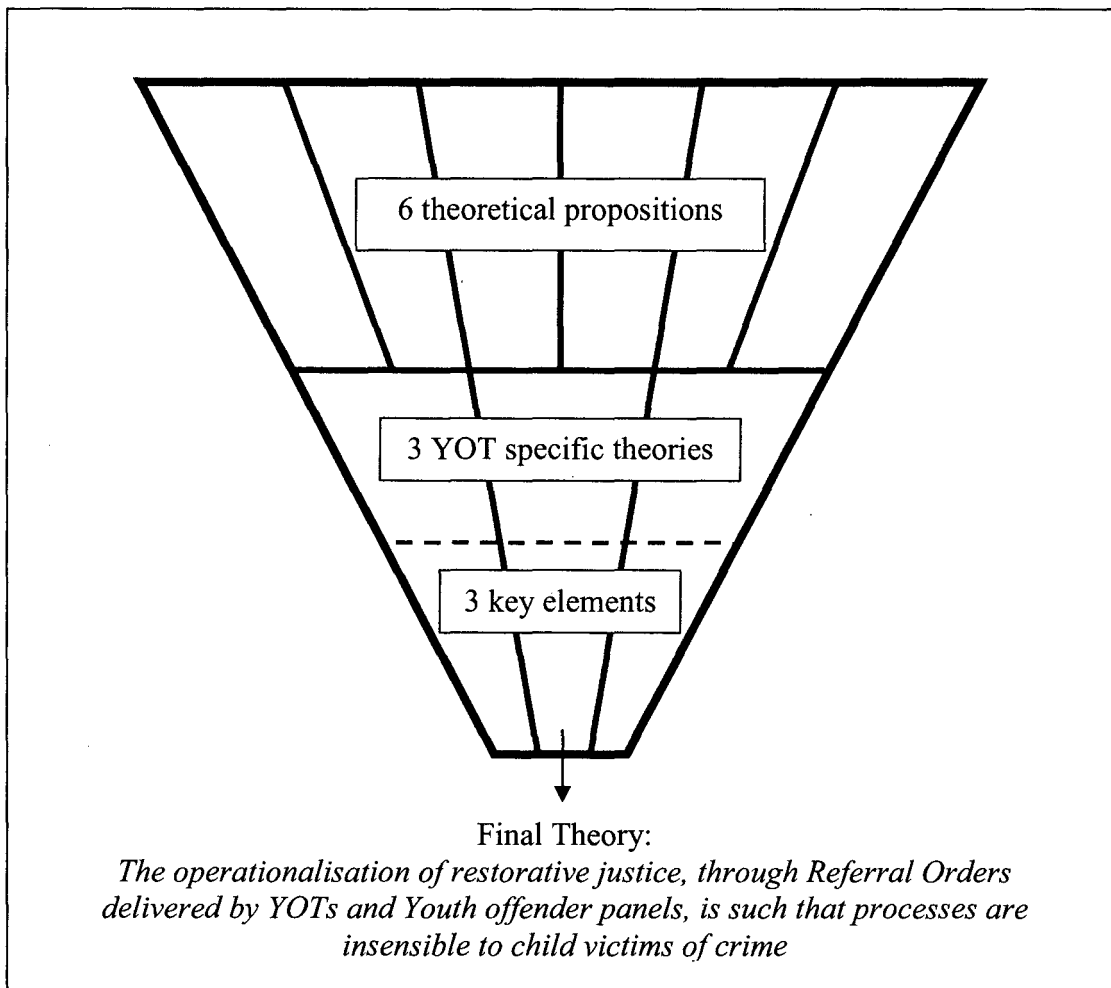 6 theoretical propositions
3 YOT specific theories
3 key elements
Final Theory:
The operationalisation of restorative justice, through Referral Orders
delivered by YOTs and Youth offender panels, is such that processes are
insensible to child victims of crime